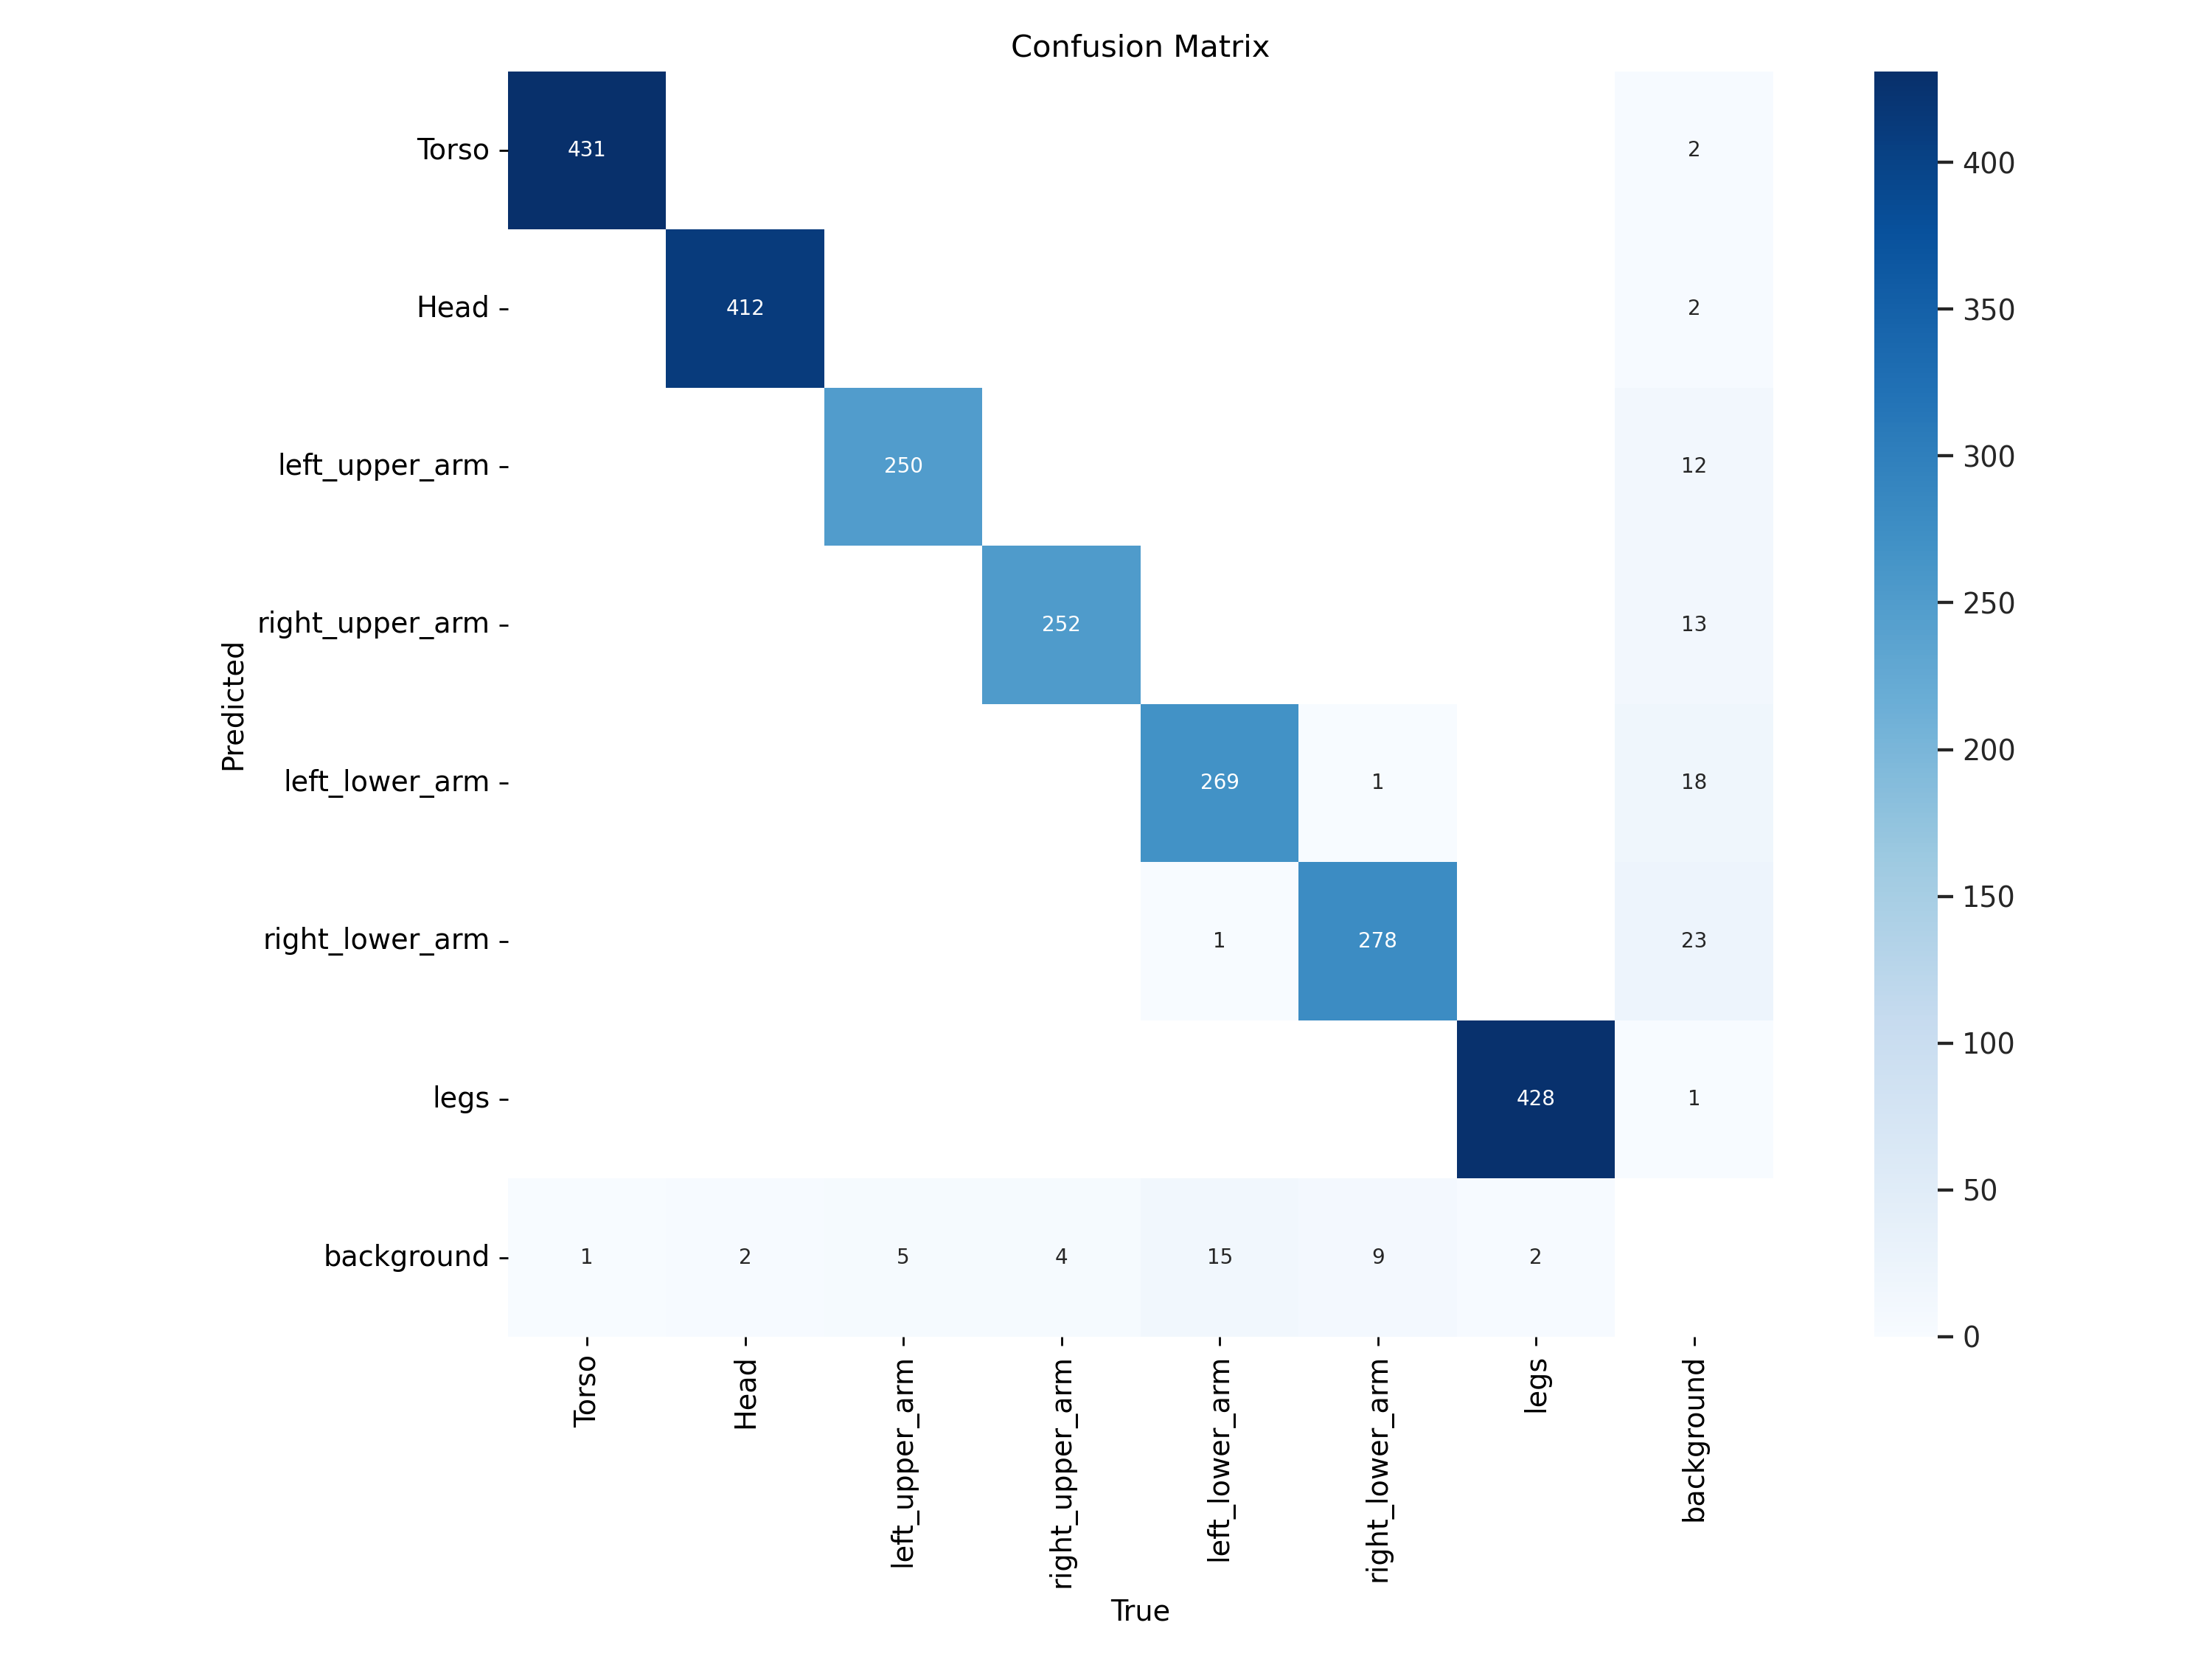 Confusion Matrix
Torso 431 2
Head 412 2
left_upper_arm 250 12
right_upper_arm 252 13
left_lower_arm 269 1 18
right_lower_arm 1 278 23
legs 428 1
background 1 2 5 4 15 9 2
Predicted
Torso
Head
left_upper_arm
right_upper_arm
left_lower_arm
right_lower_arm
legs
background
True
400
350
300
250
200
150
100
50
0